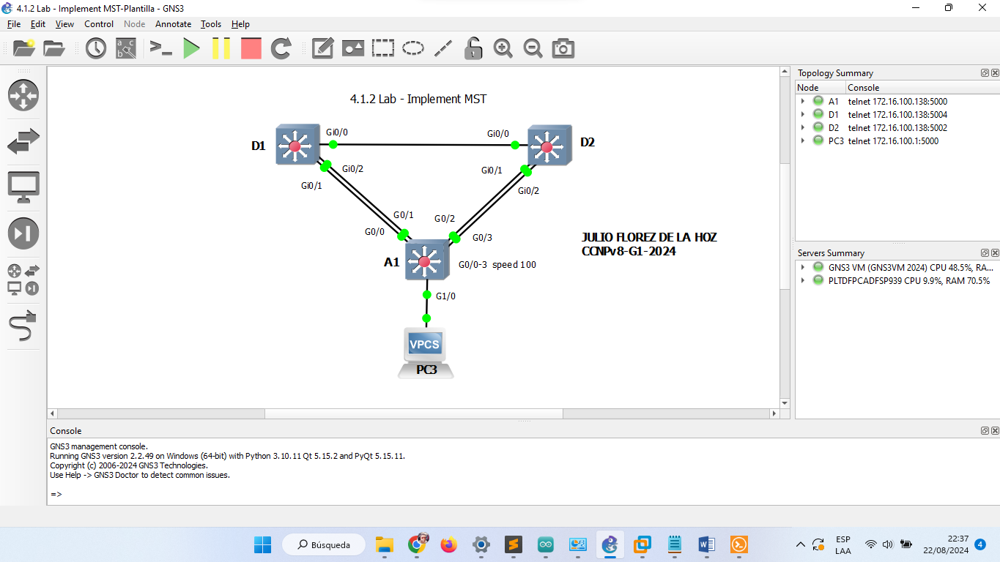 4.1.2 Lab - Implement MST-Plantilla - GNS3
File Edit View Control Node Annotate Tools Help
4.1.2 Lab - Implement MST
D1
Gi0/0
Gi0/0
D2
Gi0/2
Gi0/1
Gi0/1
Gi0/2
G0/1
G0/0
G0/2
G0/3
A1
G0/0-3 speed 100
G1/0
VPCS
PC3
JULIO FLOREZ DE LA HOZ
CCNPv8-G1-2024
Topology Summary
Node Console
A1 telnet 172.16.100.138:5000
D1 telnet 172.16.100.138:5004
D2 telnet 172.16.100.138:5002
PC3 telnet 172.16.100.1:5000
Servers Summary
GNS3 VM (GNS3VM 2024) CPU 48.5%, RA...
PLTDFPCADFSP939 CPU 9.9%, RAM 70.5%
Console
GNS3 management console.
Running GNS3 version 2.2.49 on Windows (64-bit) with Python 3.10.11 Qt 5.15.2 and PyQt 5.15.11.
Copyright (c) 2006-2024 GNS3 Technologies.
Use Help -> GNS3 Doctor to detect common issues.
=>
Búsqueda
ESP
LAA
22:37
22/08/2024
4